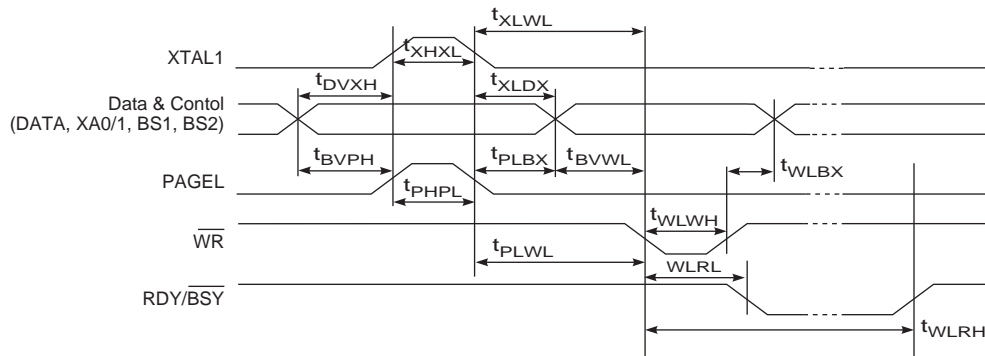 tXLWL
XTAL1
tXHXL
tDVXH
tXLDX
Data & Contol
(DATA, XA0/1, BS1, BS2)
tBVPH
tPLBX
tBVWL
tWLBX
PAGEL
tPHPL
tWLWH
WR
tPLWL
WLRL
RDY/BSY
tWLRH